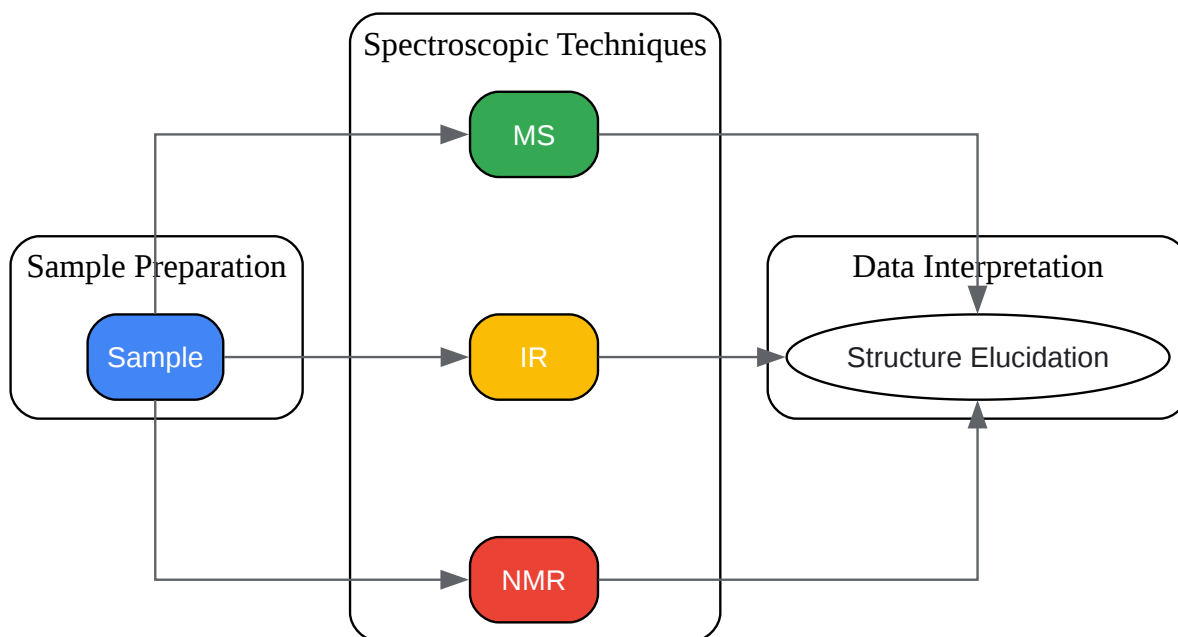 Spectroscopic Techniques
MS
Sample Preparation
Sample
IR
Data Interpretation
Structure Elucidation
NMR